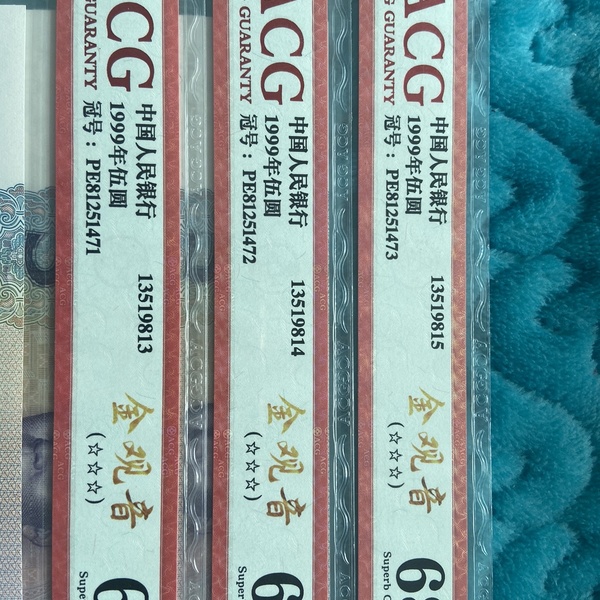 ACG
GUARANTY
中国人民银行
1999年伍圆
冠号：PE81251471
13519813
金观音
(☆☆☆)
Superb
6
ACG
GUARANTY
中国人民银行
1999年伍圆
冠号：PE81251472
13519814
金观音
(☆☆☆)
6
ACG
GUARANTY
中国人民银行
1999年伍圆
冠号：PE81251473
13519815
金观音
(☆☆☆)
Superb